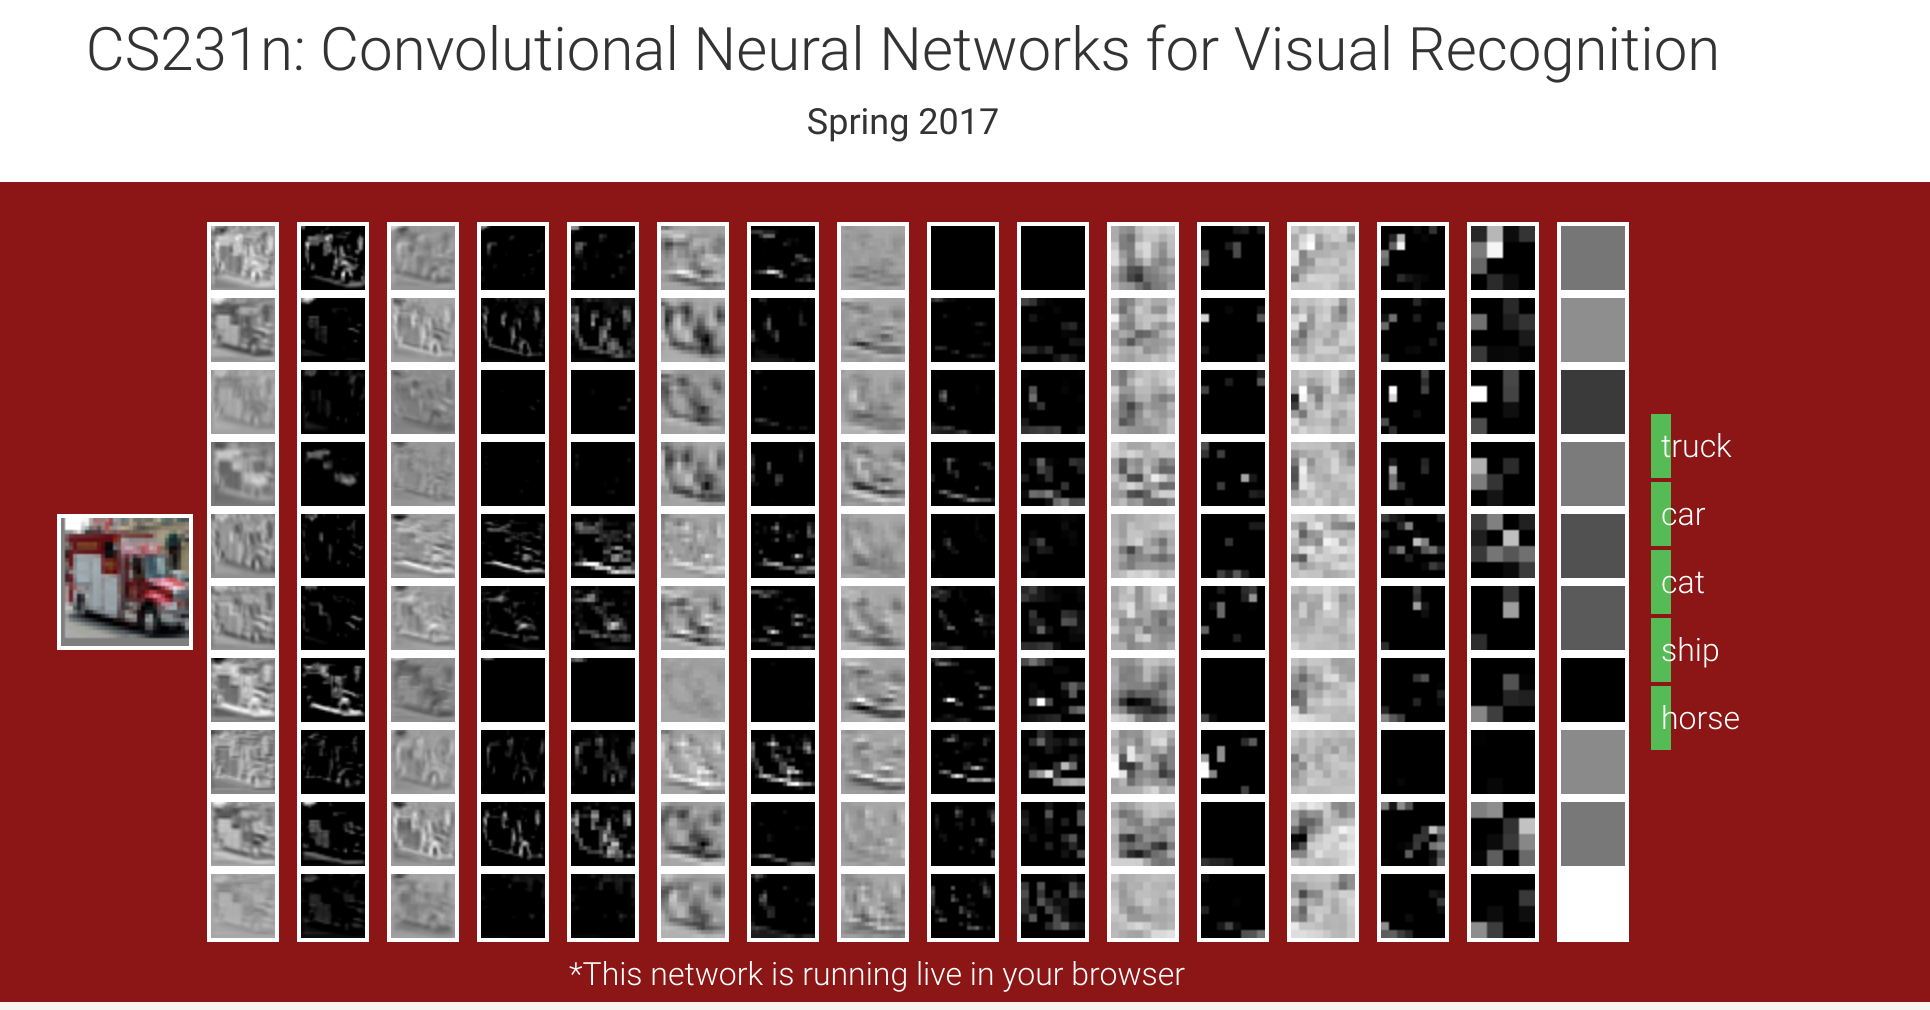 CS231n: Convolutional Neural Networks for Visual Recognition
Spring 2017
truck
car
cat
ship
horse
*This network is running live in your browser